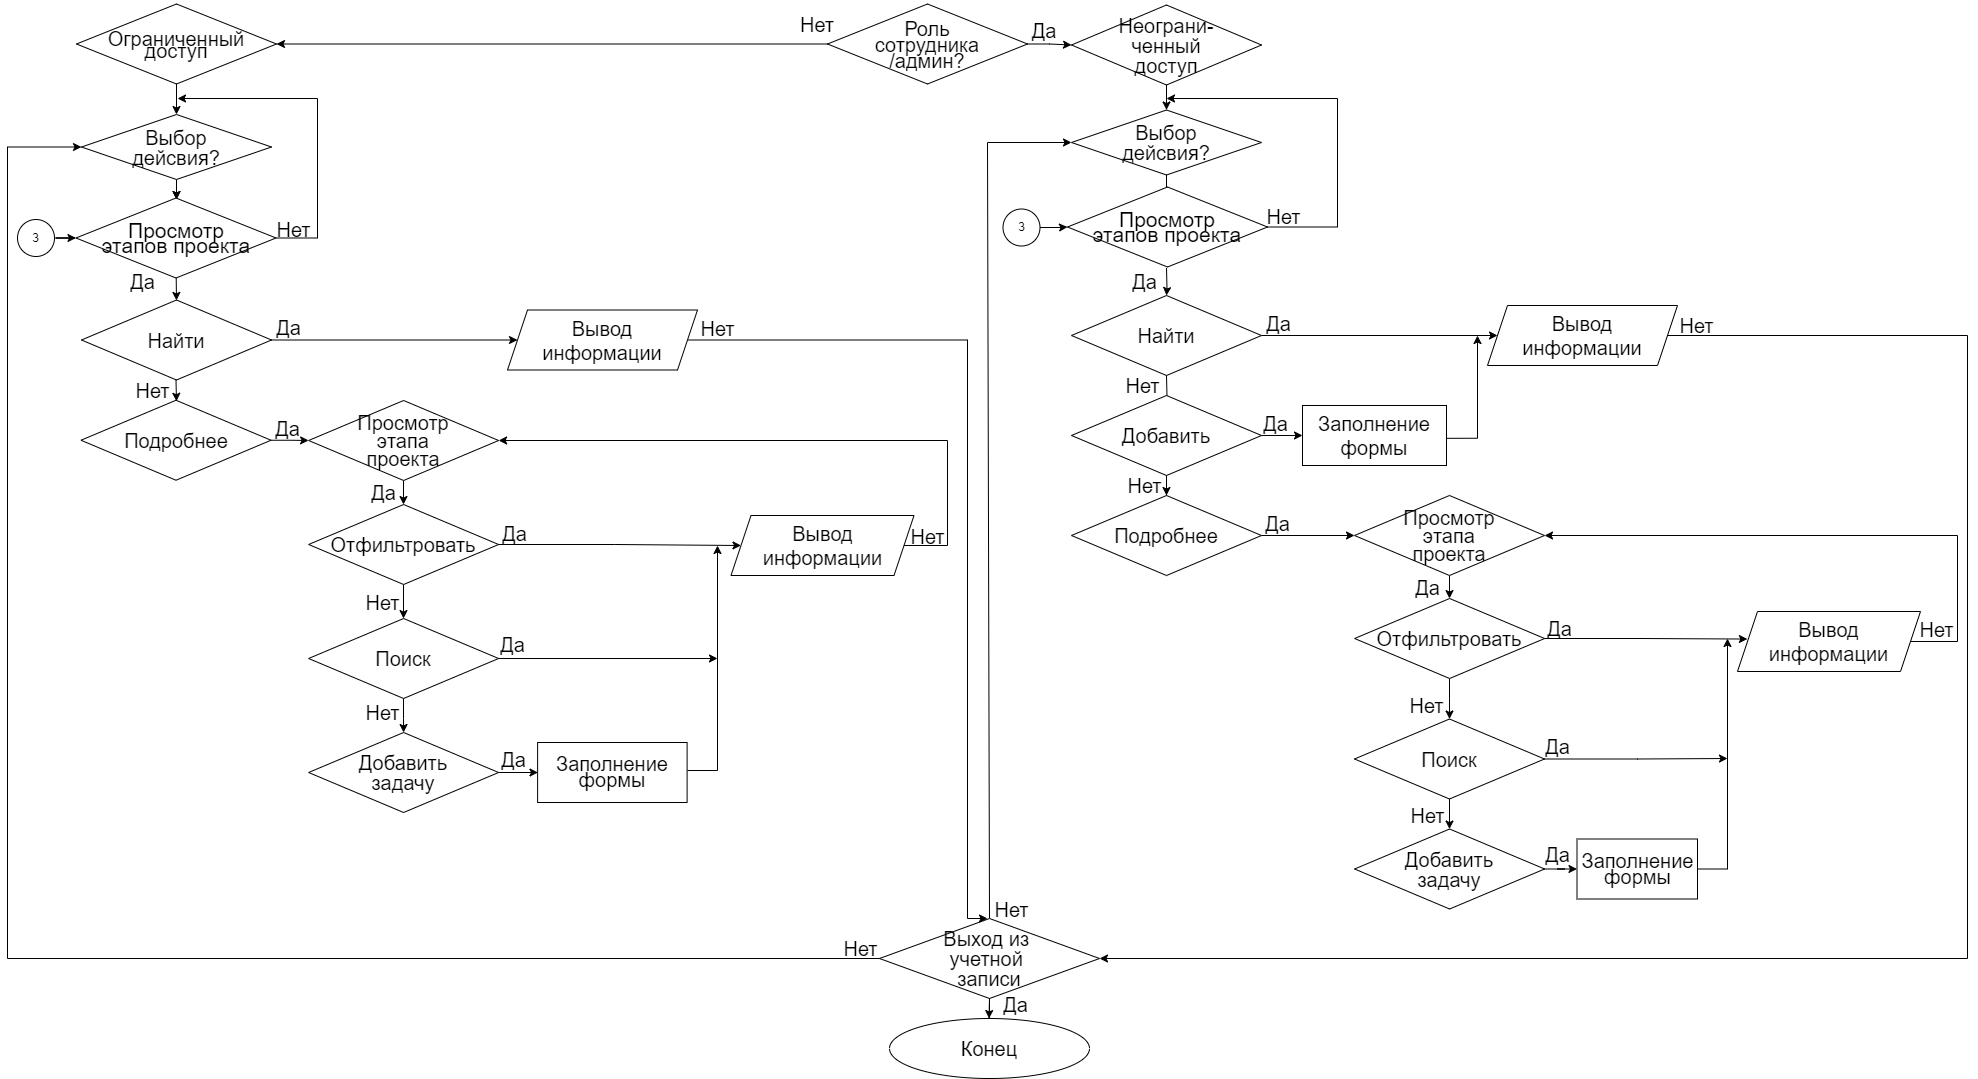 Нет
Роль
сотрудника
/админ?
Да
Ограниченный
доступ
Неограни-
ченный
доступ
Выбор
дейсвия?
3
Просмотр
этапов проекта
Нет
Да
Найти
Да
Вывод
информации
Нет
Нет
Подробнее
Да
Просмотр
этапа
проекта
Да
Отфильтровать
Да
Вывод
информации
Нет
Нет
Поиск
Да
Нет
Добавить
задачу
Да
Заполнение
формы
Выбор
дейсвия?
3
Просмотр
этапов проекта
Нет
Да
Найти
Да
Вывод
информации
Нет
Нет
Добавить
Да
Заполнение
формы
Нет
Подробнее
Да
Просмотр
этапа
проекта
Да
Отфильтровать
Да
Вывод
информации
Нет
Нет
Поиск
Да
Нет
Добавить
задачу
Да
Заполнение
формы
Нет
Нет
Выход из
учетной
записи
Да
Конец